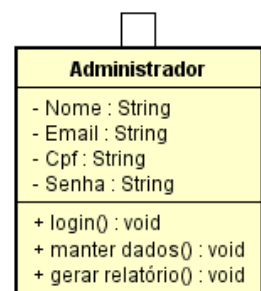 Administrador
- Nome : String
- Email : String
- Cpf : String
- Senha : String
+ login() : void
+ manter dados() : void
+ gerar relatório() : void